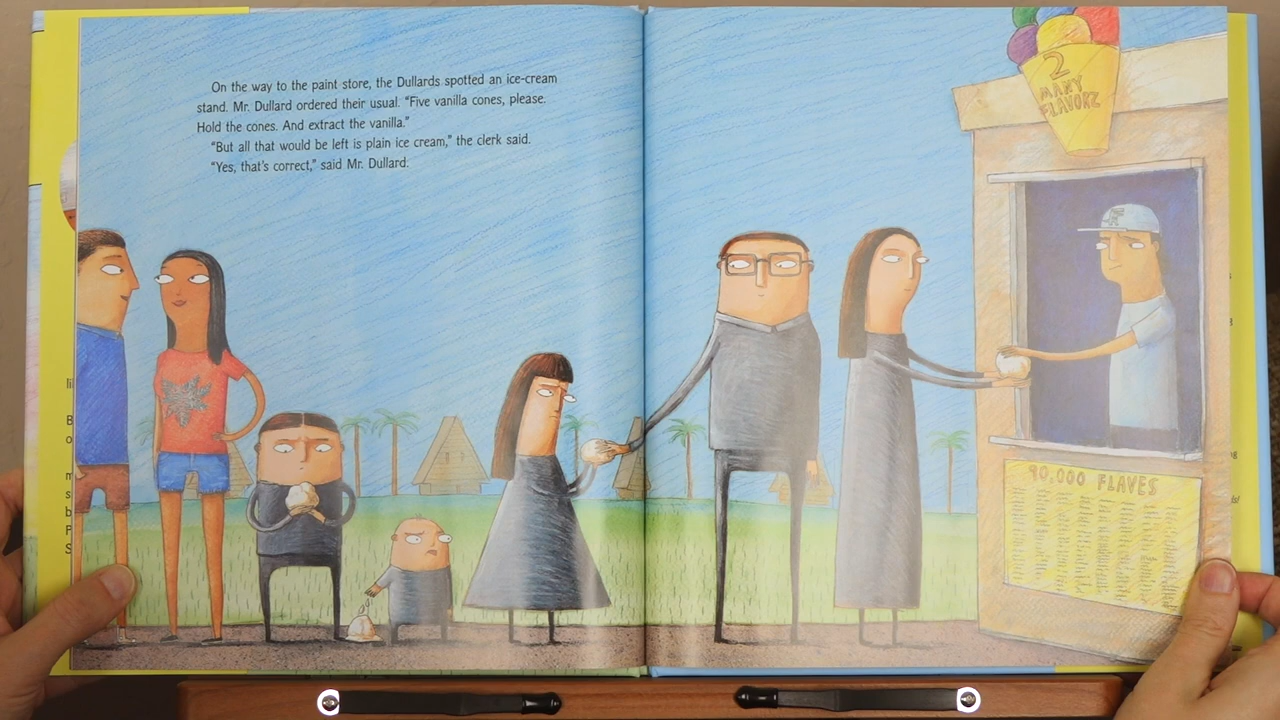 On the way to the paint store, the Dullards spotted an ice-cream
stand. Mr. Dullard ordered their usual. “Five vanilla cones, please.
Hold the cones. And extract the vanilla.”
“But all that would be left is plain ice cream,” the clerk said.
“Yes, that’s correct,” said Mr. Dullard.
2
MANY
FLAVORZ
90,000 FLAVES